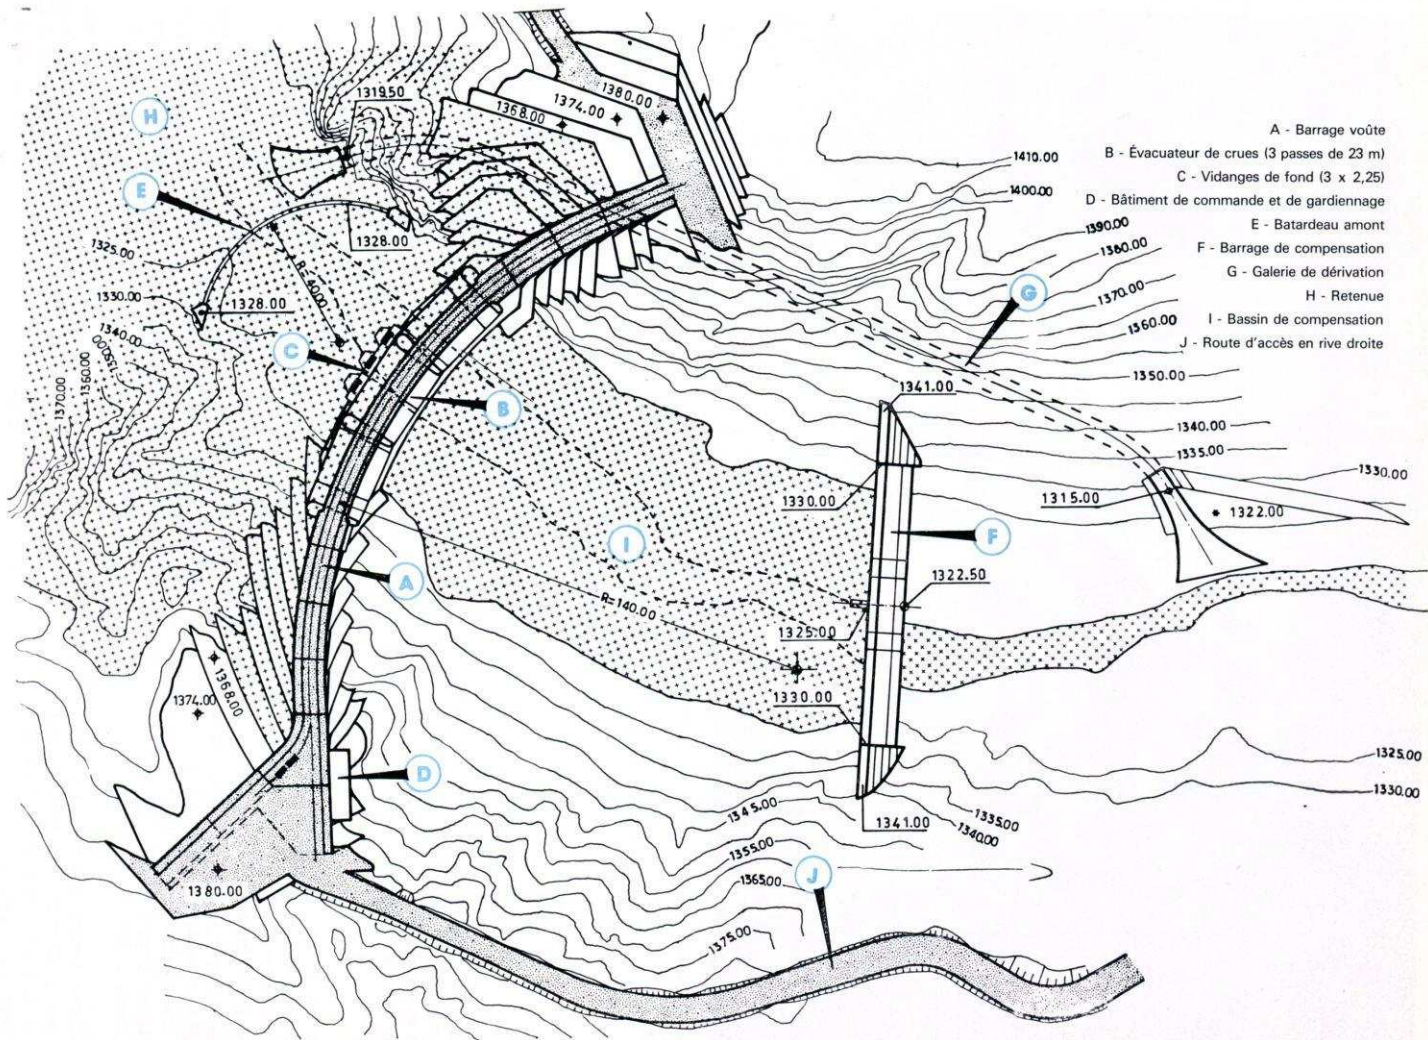 A - Barrage voûte
B - Évacuateur de crues (3 passes de 23 m)
C - Vidanges de fond (3 x 2,25)
D - Bâtiment de commande et de gardiennage
E - Batardeau amont
F - Barrage de compensation
G - Galerie de dérivation
H - Retenue
I - Bassin de compensation
J - Route d'accès en rive droite
1319.50
1368.00
1374.00
1380.00
H
E
1328.00
1325.00
1330.00
1328.00
R=40.00
1340.00
1360.00
1370.00
C
B
1410.00
1400.00
1390.00
1380.00
1370.00
G
1360.00
1350.00
1341.00
1340.00
1335.00
1330.00
1330.00
1315.00
1322.00
F
I
A
1322.50
R=140.00
1325.00
1330.00
1374.00
1368.00
D
1325.00
1330.00
1345.00
1341.00
1335.00
1340.00
1355.00
1365.00
J
1380.00
1375.00